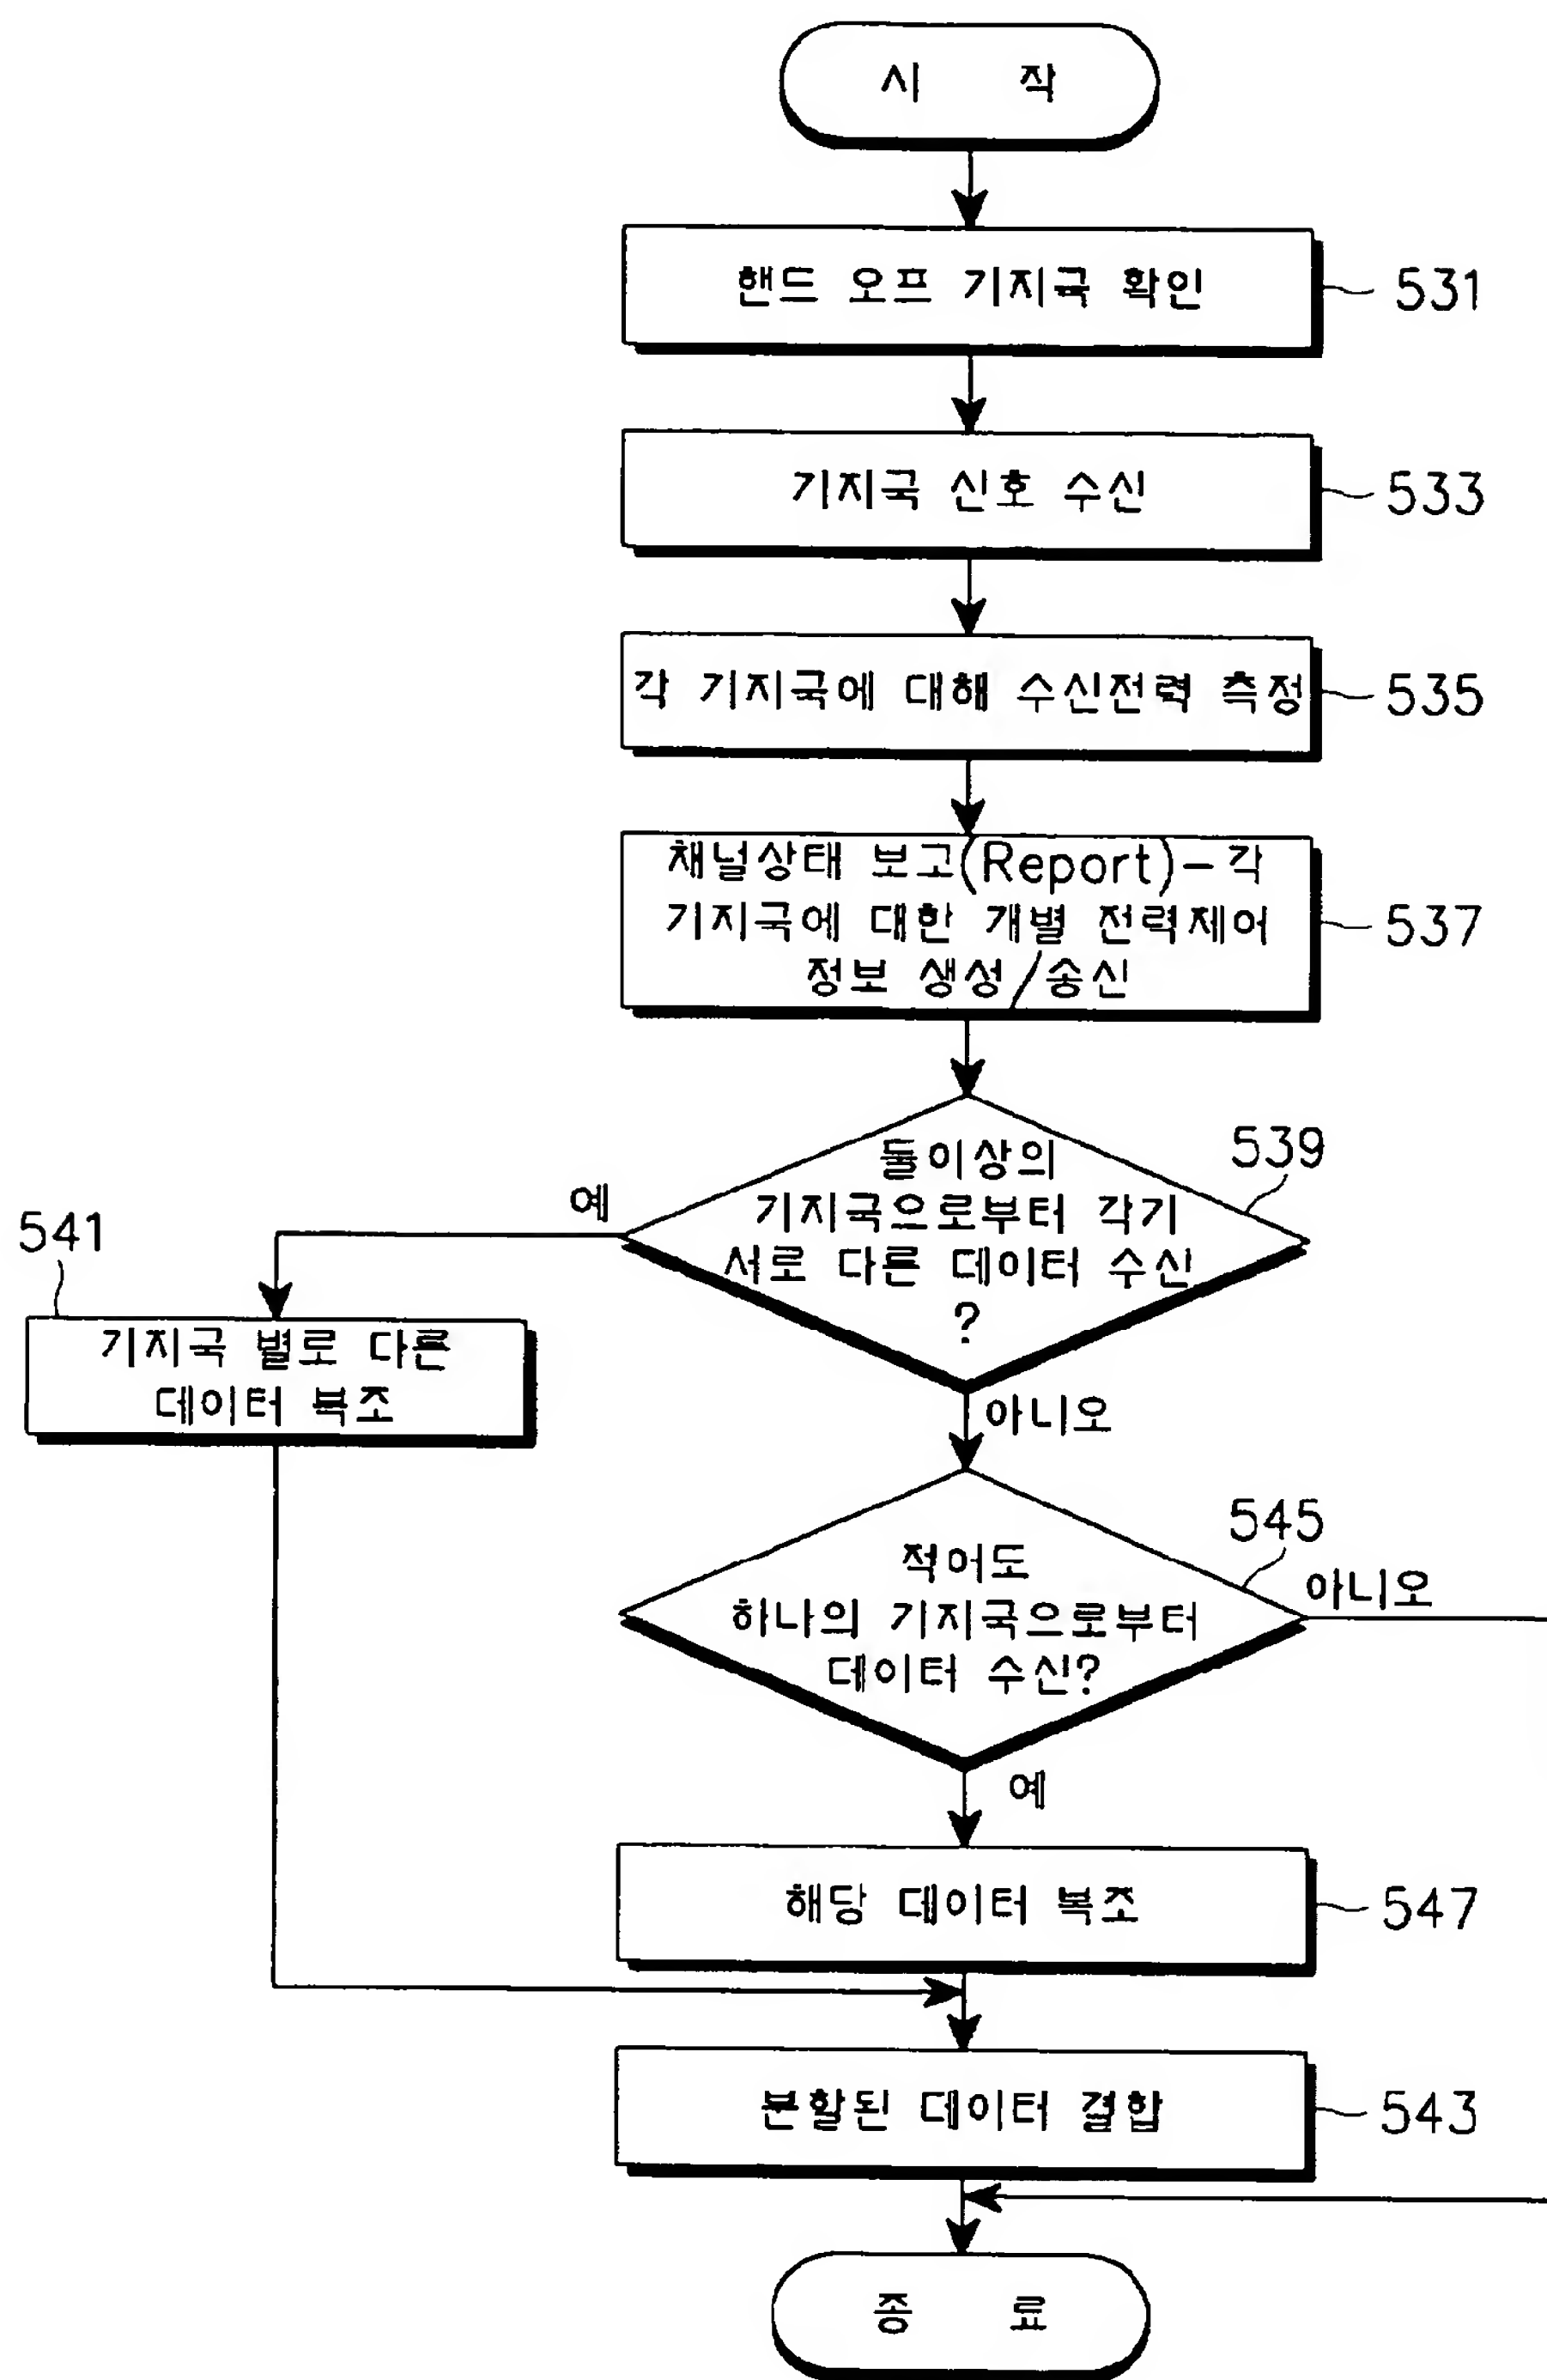 시 작
핸드 오프 기지국 확인
531
기지국 신호 수신
533
각 기지국에 대해 수신전력 측정
535
채널상태 보고(Report)-각
기지국에 대한 개별 전력제어
정보 생성/송신
537
둘이상의
기지국으로부터 각기
서로 다른 데이터 수신
?
539
예
541
기지국 별로 다른
데이터 복조
아니오
적어도
하나의 기지국으로부터
데이터 수신?
545
아니오
예
해당 데이터 복조
547
분할된 데이터 결합
543
종 료